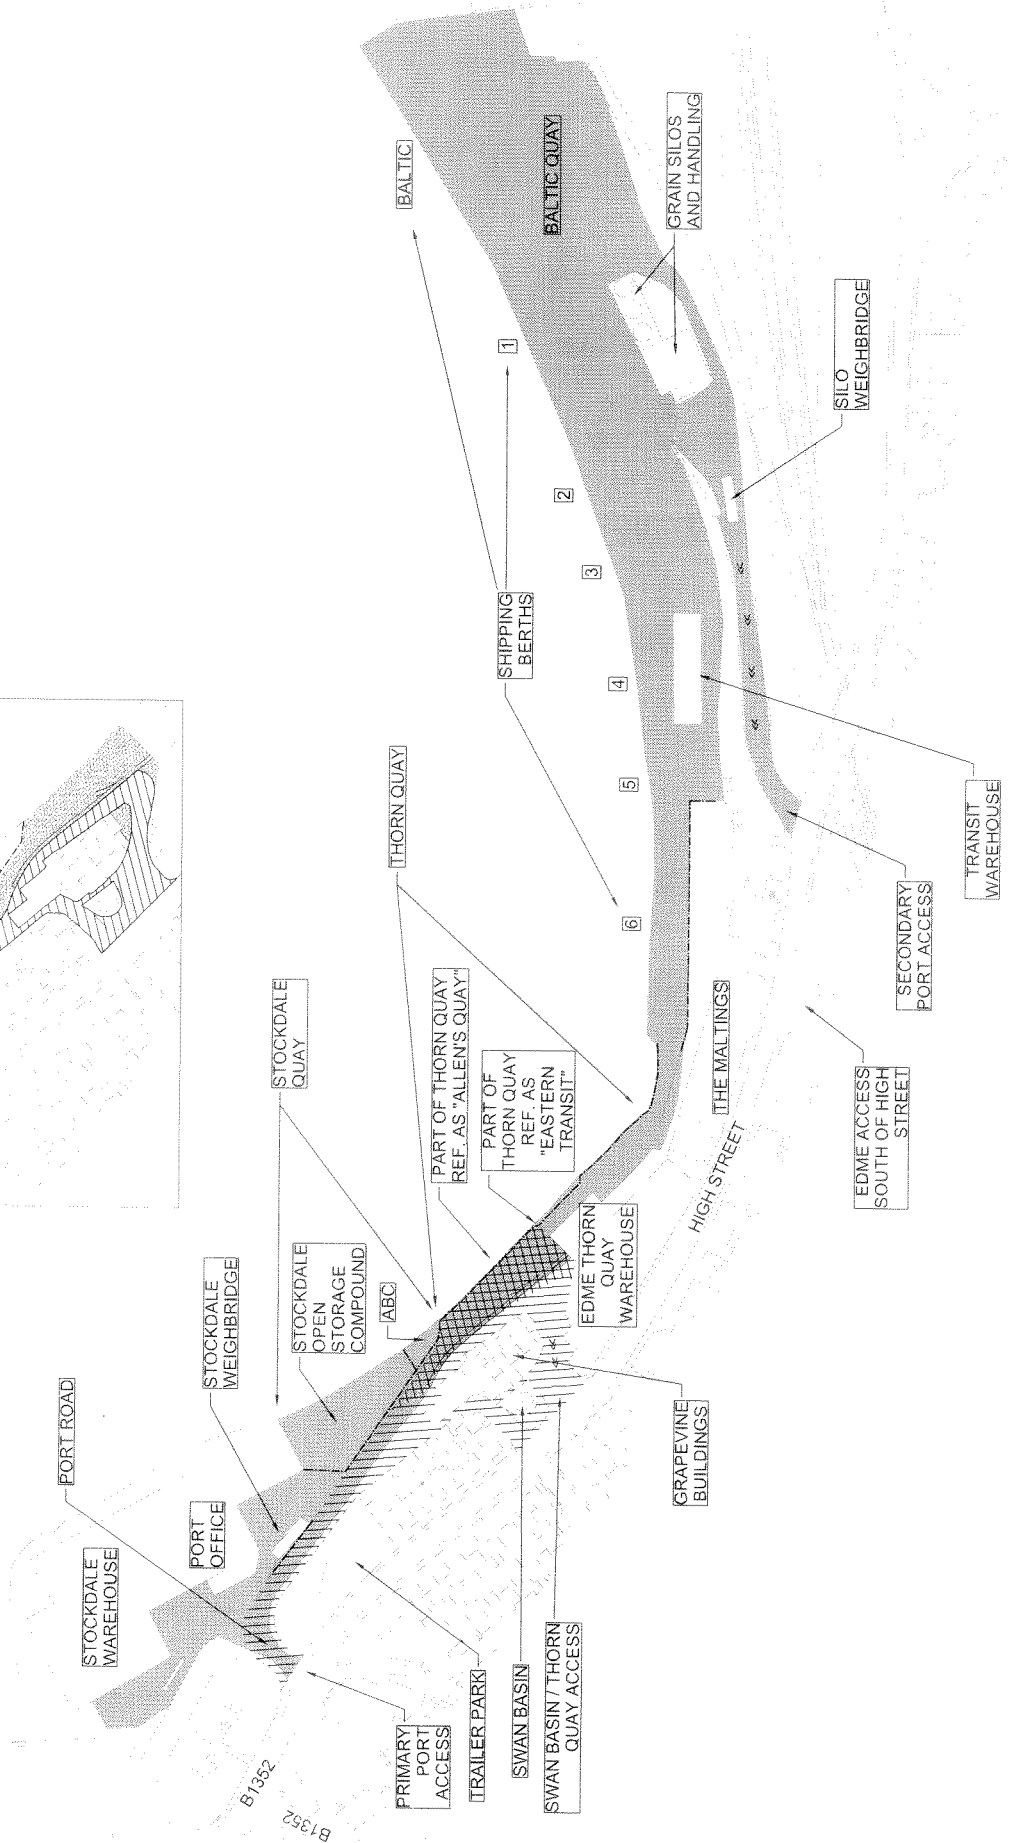 BALTIC
BALTIC QUAY
GRAIN SILOS
AND HANDLING
1
SILO
WEIGHBRIDGE
2
3
SHIPPING
BERTHS
4
5
6
TRANSIT
WAREHOUSE
SECONDARY
PORT ACCESS
THORN QUAY
STOCKDALE
QUAY
PART OF THORN QUAY
REF. AS "ALLEN'S QUAY"
PART OF
THORN QUAY
REF. AS
"EASTERN
TRANSIT"
THE MALTINGS
HIGH STREET
EDME ACCESS
SOUTH OF HIGH
STREET
EDME THORN
QUAY
WAREHOUSE
STOCKDALE
WEIGHBRIDGE
STOCKDALE
OPEN
STORAGE
COMPOUND
ABC
GRAPEVINE
BUILDINGS
PORT ROAD
PORT
OFFICE
STOCKDALE
WAREHOUSE
PRIMARY
PORT
ACCESS
TRAILER PARK
SWAN BASIN
SWAN BASIN / THORN
QUAY ACCESS
B1352
B1352